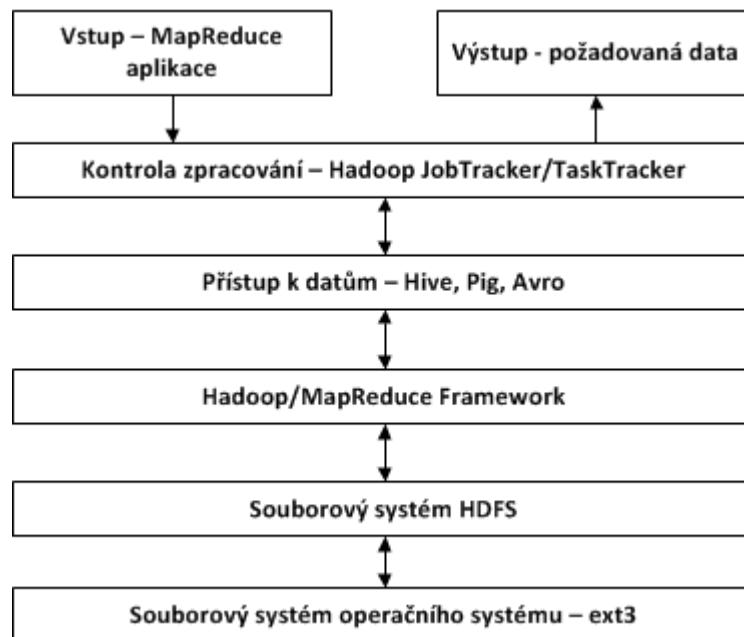 Vstup – MapReduce
aplikace
Výstup - požadovaná data
Kontrola zpracování – Hadoop JobTracker/TaskTracker
Přístup k datům – Hive, Pig, Avro
Hadoop/MapReduce Framework
Souborový systém HDFS
Souborový systém operačního systému – ext3